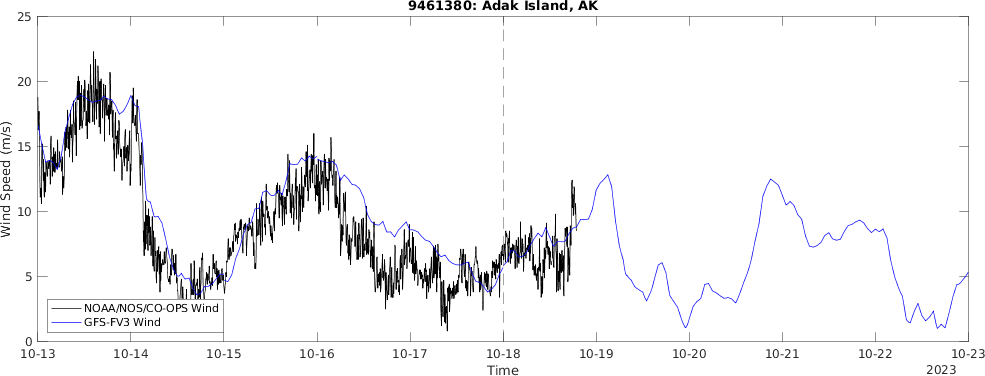 9461380: Adak Island, AK
25
20
15
10
5
0
Wind Speed (m/s)
NOAA/NOS/CO-OPS Wind
GFS-FV3 Wind
10-13 10-14 10-15 10-16 10-17 10-18 10-19 10-20 10-21 10-22 10-23
Time
2023